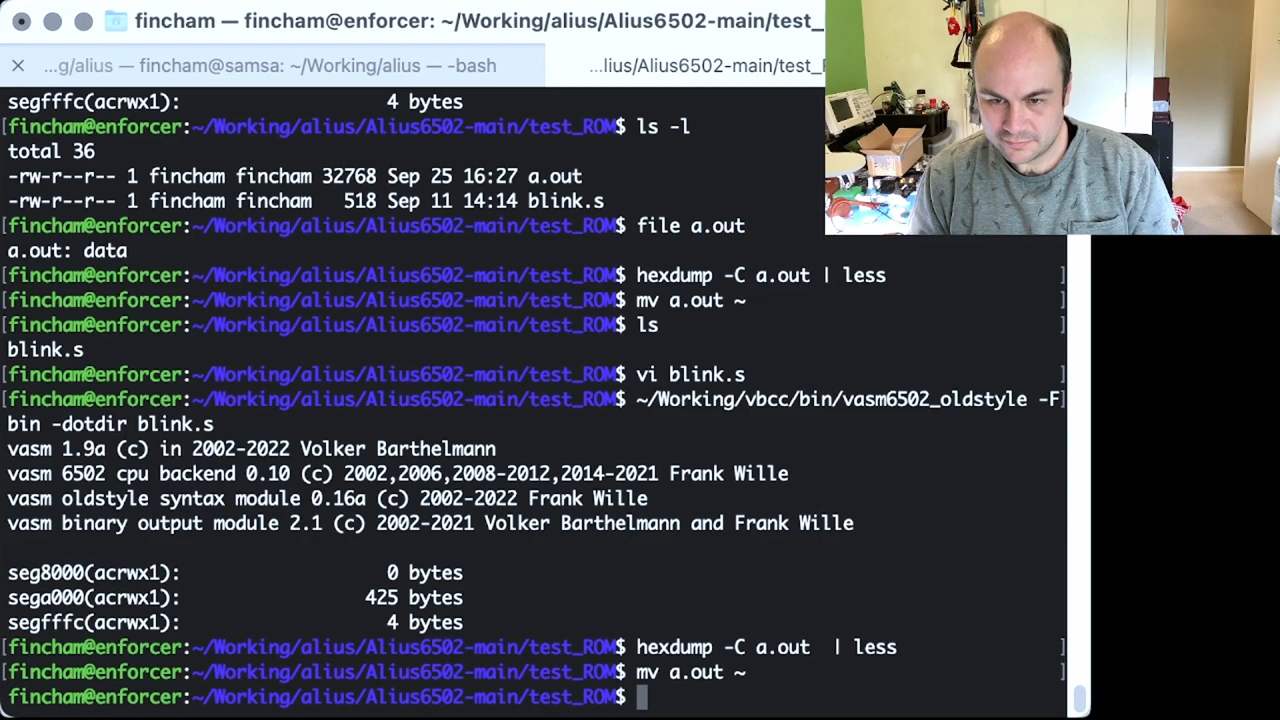 fincham — fincham@enforcer: ~/Working/alius/Alius6502-main/test_
...g/alius — fincham@samsa: ~/Working/alius — -bash
...lius/Alius6502-main/test_
segfffc(acrwx1): 4 bytes
[fincham@enforcer:~/Working/alius/Alius6502-main/test_ROM$ ls -l
total 36
-rw-r--r-- 1 fincham fincham 32768 Sep 25 16:27 a.out
-rw-r--r-- 1 fincham fincham 518 Sep 11 14:14 blink.s
[fincham@enforcer:~/Working/alius/Alius6502-main/test_ROM$ file a.out
a.out: data
[fincham@enforcer:~/Working/alius/Alius6502-main/test_ROM$ hexdump -C a.out | less ]
[fincham@enforcer:~/Working/alius/Alius6502-main/test_ROM$ mv a.out ~ ]
[fincham@enforcer:~/Working/alius/Alius6502-main/test_ROM$ ls ]
blink.s
[fincham@enforcer:~/Working/alius/Alius6502-main/test_ROM$ vi blink.s ]
[fincham@enforcer:~/Working/alius/Alius6502-main/test_ROM$ ~/Working/vbcc/bin/vasm6502_oldstyle -F]
bin -dotdir blink.s
vasm 1.9a (c) in 2002-2022 Volker Barthelmann
vasm 6502 cpu backend 0.10 (c) 2002,2006,2008-2012,2014-2021 Frank Wille
vasm oldstyle syntax module 0.16a (c) 2002-2022 Frank Wille
vasm binary output module 2.1 (c) 2002-2021 Volker Barthelmann and Frank Wille
seg8000(acrwx1): 0 bytes
sega000(acrwx1): 425 bytes
segfffc(acrwx1): 4 bytes
[fincham@enforcer:~/Working/alius/Alius6502-main/test_ROM$ hexdump -C a.out  | less ]
[fincham@enforcer:~/Working/alius/Alius6502-main/test_ROM$ mv a.out ~ ]
fincham@enforcer:~/Working/alius/Alius6502-main/test_ROM$